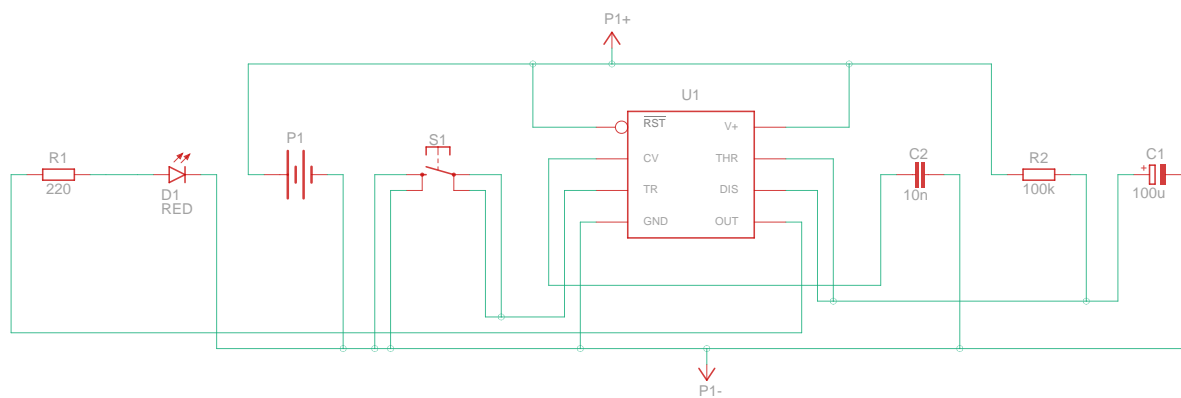 P1+
U1
RST
V+
P1
S1
CV
THR
C2
R2
C1
R1
+
220
TR
DIS
10n
100k
100u
D1
RED
GND
OUT
P1-